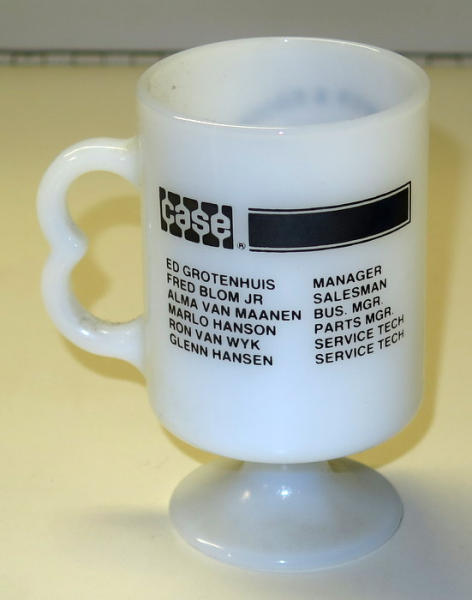 case ®
ED GROTENHUIS MANAGER
FRED BLOM JR SALESMAN
ALMA VAN MAANEN BUS. MGR.
MARLO HANSON PARTS MGR.
RON VAN WYK SERVICE TECH
GLENN HANSEN SERVICE TECH